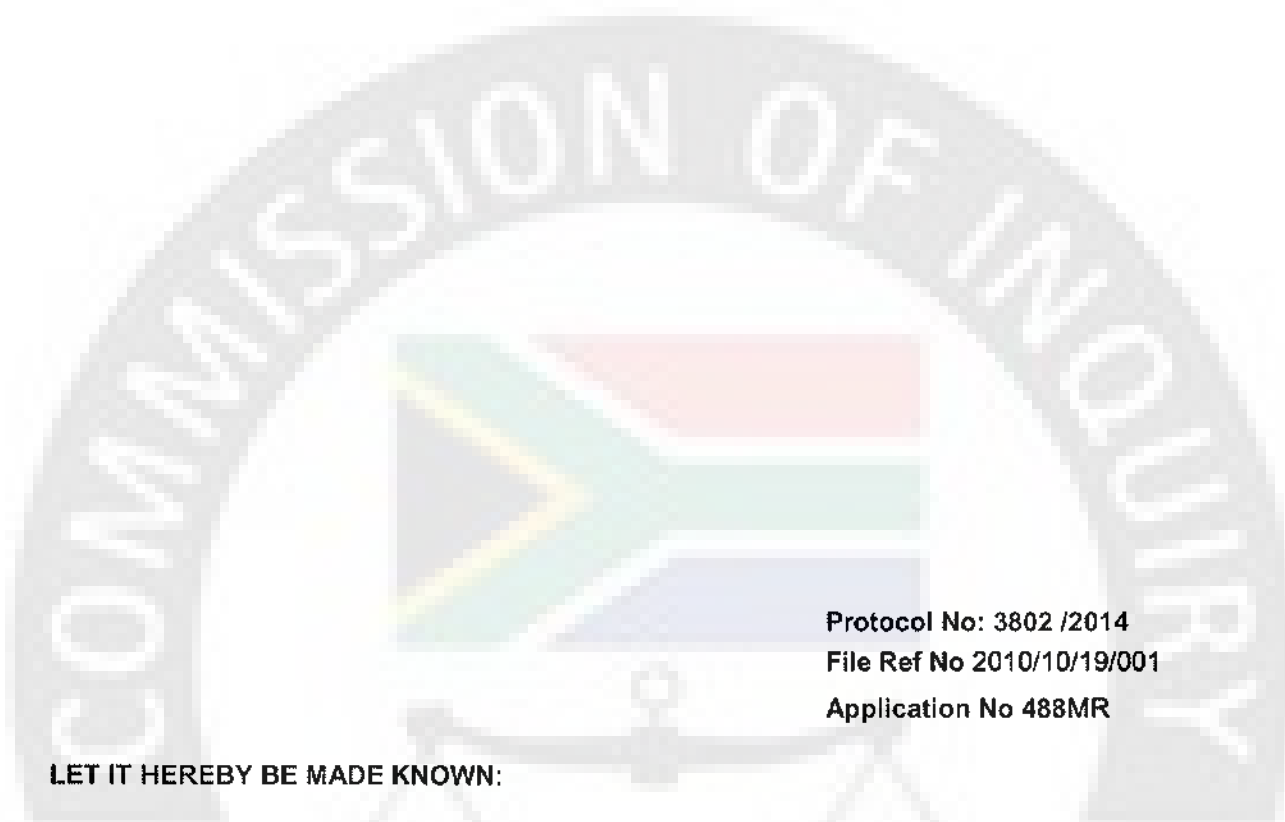 COMMISSION OF INQUIRY
Protocol No: 3802 /2014
File Ref No 2010/10/19/001
Application No 488MR
LET IT HEREBY BE MADE KNOWN: